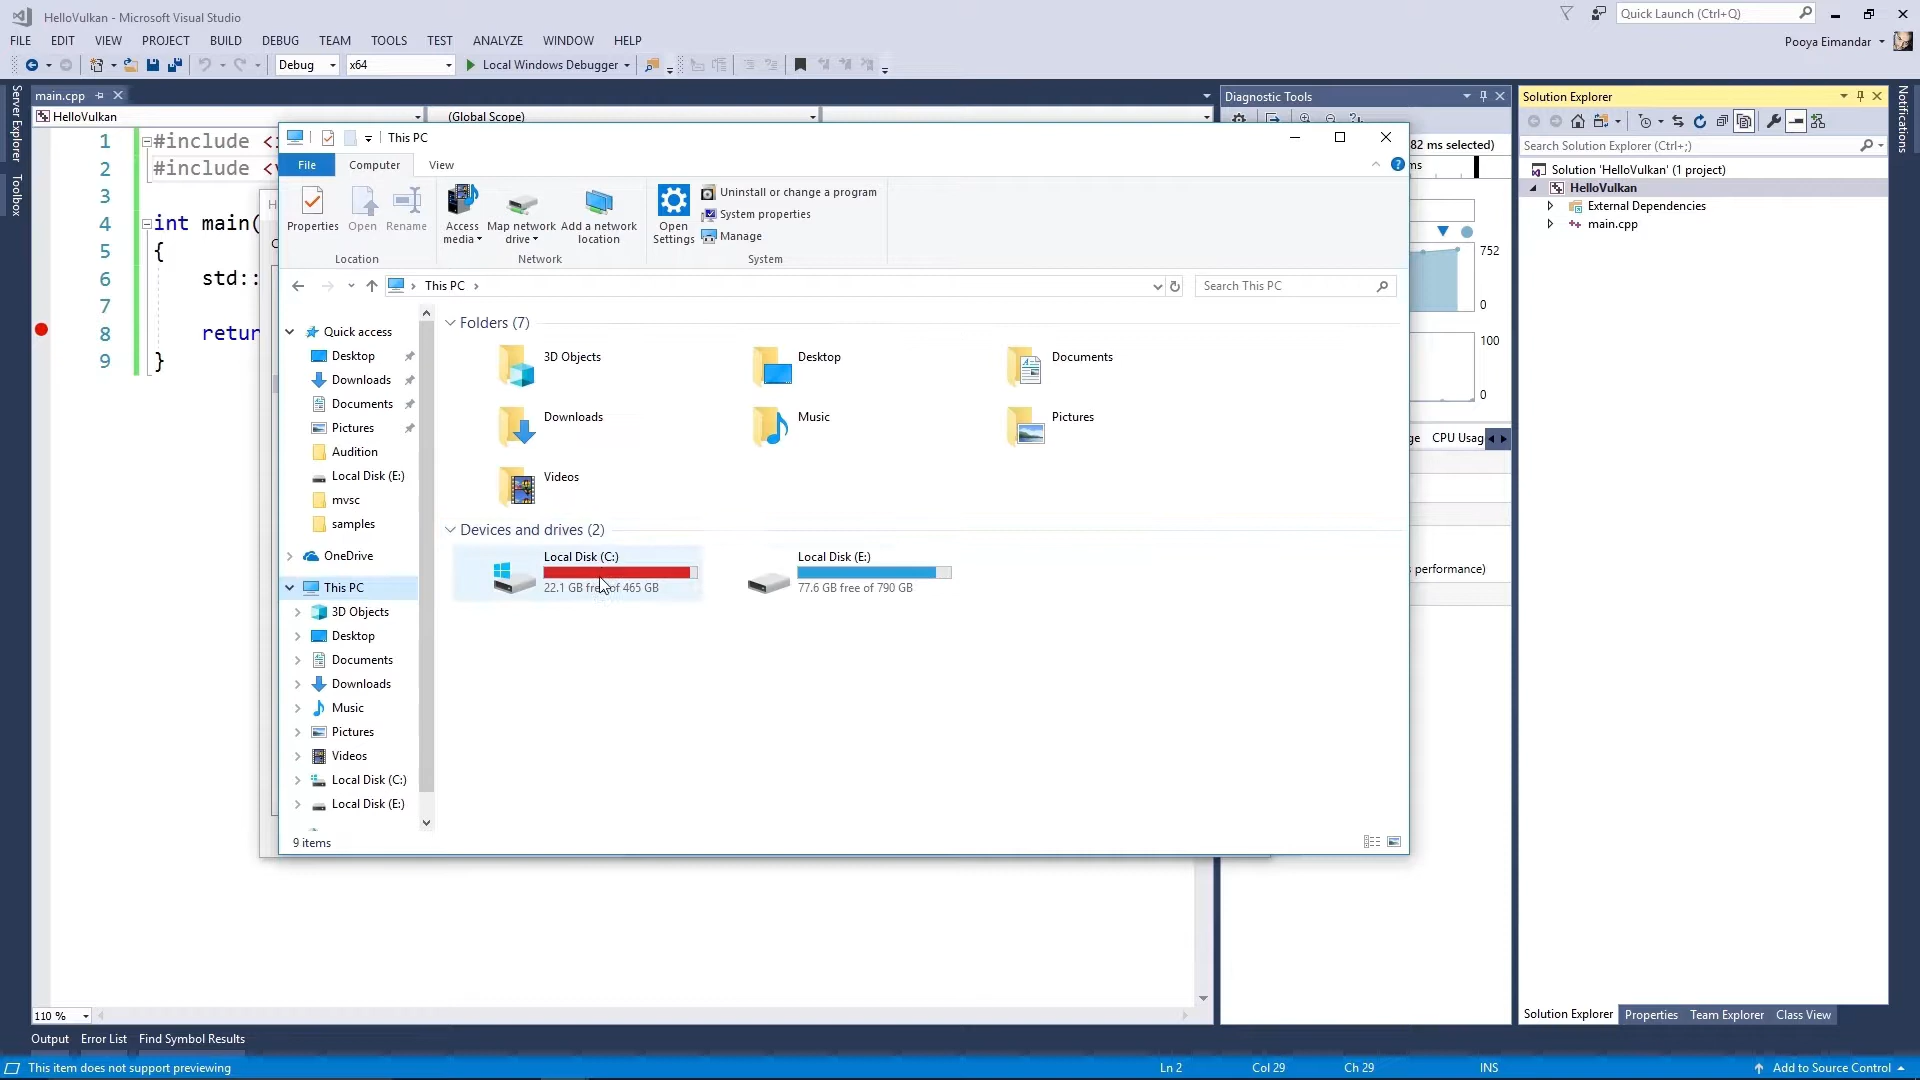 HelloVulkan - Microsoft Visual Studio
Quick Launch (Ctrl+Q)
FILE EDIT VIEW PROJECT BUILD DEBUG TEAM TOOLS TEST ANALYZE WINDOW HELP
Pooya Eimandar
Debug x64 Local Windows Debugger
Server Explorer
Toolbox
Notifications
main.cpp
HelloVulkan (Global Scope)
1 #include <
2 #include <
3
4 int main(
5 {
6 std::
7
8 return
9 }
This PC
File Computer View
Properties Open Rename
Access media Map network drive Add a network location
Open Settings
Uninstall or change a program
System properties
Manage
Location Network System
This PC
Search This PC
Quick access
Desktop
Downloads
Documents
Pictures
Audition
Local Disk (E:)
mvsc
samples
OneDrive
This PC
3D Objects
Desktop
Documents
Downloads
Music
Pictures
Videos
Local Disk (C:)
Local Disk (E:)
Folders (7)
3D Objects Desktop Documents
Downloads Music Pictures
Videos
Devices and drives (2)
Local Disk (C:) Local Disk (E:)
22.1 GB free of 465 GB 77.6 GB free of 790 GB
9 items
Diagnostic Tools
82 ms selected)
ms
752
0
100
0
ge CPU Usag
performance)
Solution Explorer
Search Solution Explorer (Ctrl+;)
Solution 'HelloVulkan' (1 project)
HelloVulkan
External Dependencies
main.cpp
Solution Explorer Properties Team Explorer Class View
110 %
Output Error List Find Symbol Results
This item does not support previewing Ln 2 Col 29 Ch 29 INS Add to Source Control